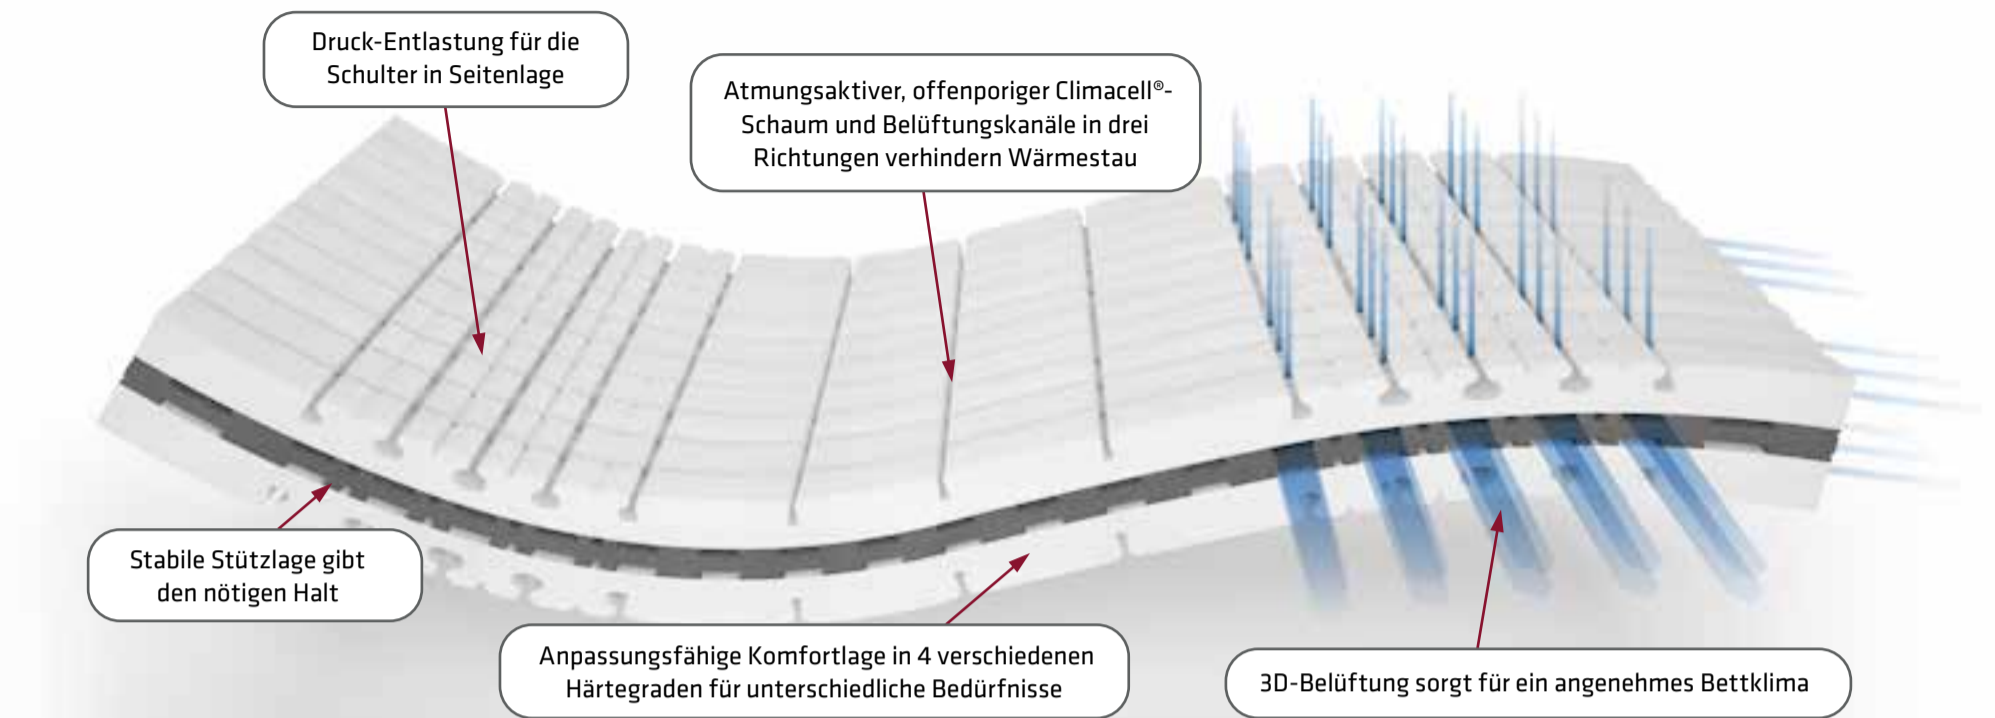 Druck-Entlastung für die
Schulter in Seitenlage
Atmungsaktiver, offenporiger Climacell®-
Schaum und Belüftungskanäle in drei
Richtungen verhindern Wärmestau
Stabile Stützlage gibt
den nötigen Halt
Anpassungsfähige Komfortlage in 4 verschiedenen
Härtegraden für unterschiedliche Bedürfnisse
3D-Belüftung sorgt für ein angenehmes Bettklima